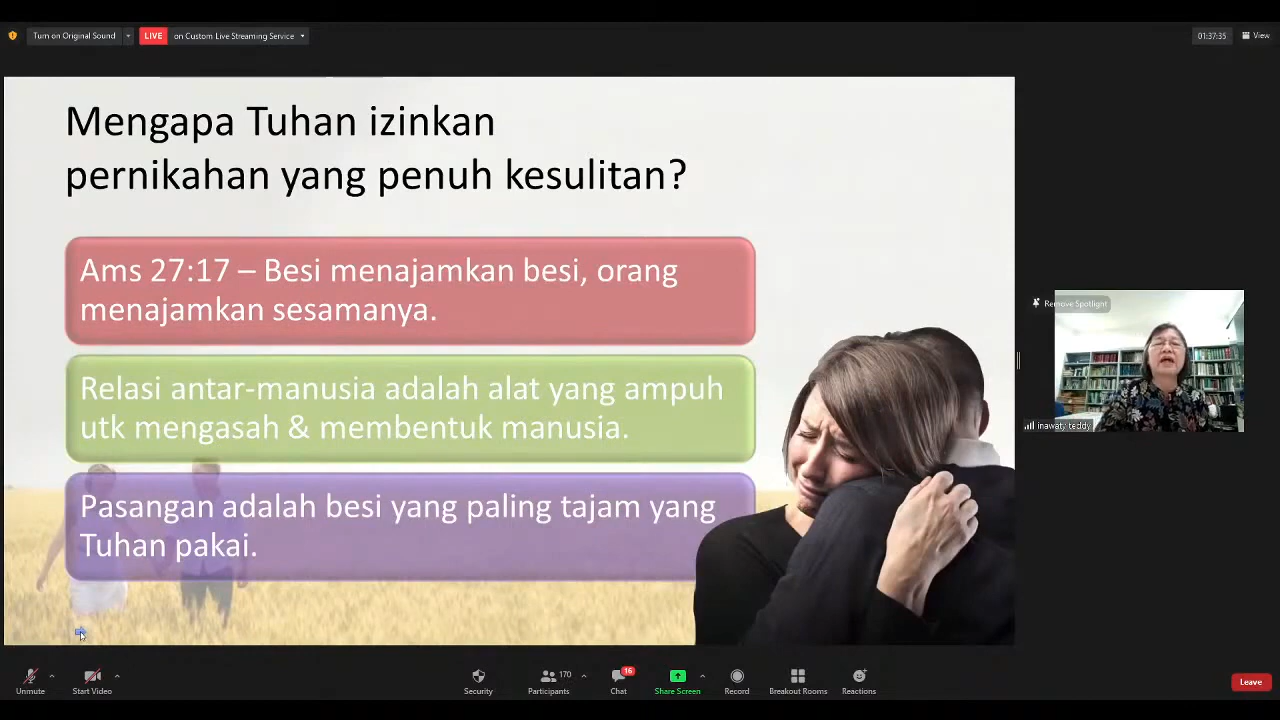 Turn on Original Sound
LIVE
on Custom Live Streaming Service
01:37:35
View
Mengapa Tuhan izinkan
pernikahan yang penuh kesulitan?
Ams 27:17 – Besi menajamkan besi, orang
menajamkan sesamanya.
Relasi antar-manusia adalah alat yang ampuh
utk mengasah & membentuk manusia.
Pasangan adalah besi yang paling tajam yang
Tuhan pakai.
Remove Spotlight
inawaty teddy
Unmute
Start Video
Security
170
Participants
16
Chat
Share Screen
Record
Breakout Rooms
Reactions
Leave